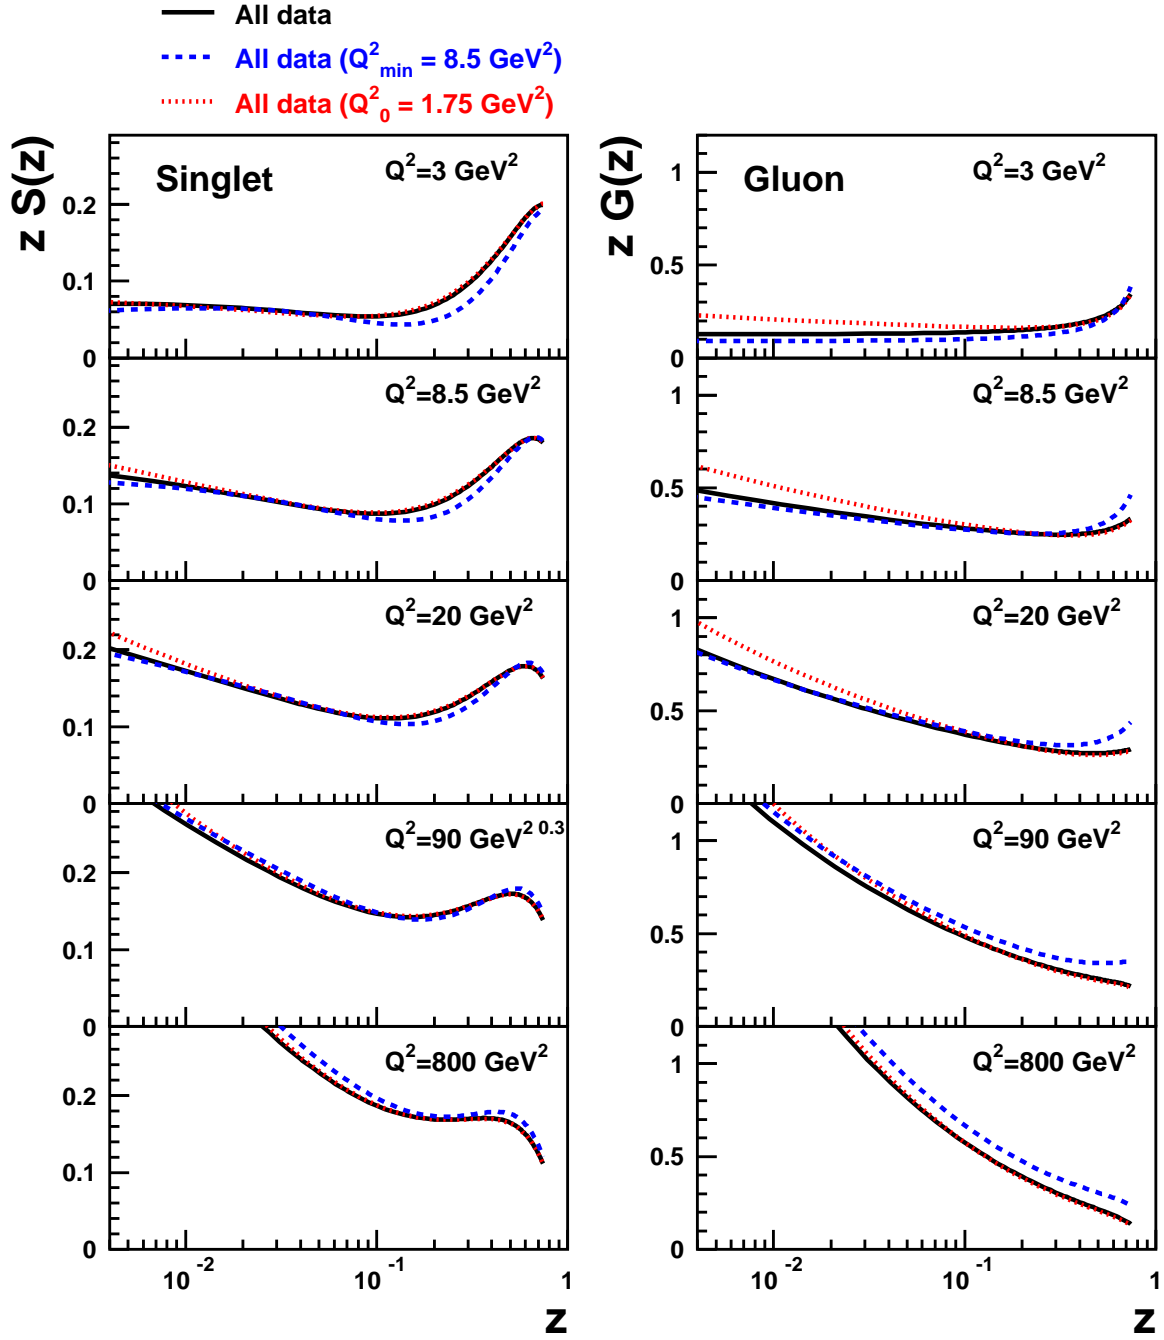 All data
All data (Q²min = 8.5 GeV²)
All data (Q²0 = 1.75 GeV²)
z S(z)
Singlet
Q²=3 GeV²
0.2
0.1
0
Q²=8.5 GeV²
0.2
0.1
0
Q²=20 GeV²
0.2
0.1
0
Q²=90 GeV² 0.3
0.2
0.1
0
Q²=800 GeV²
0.2
0.1
0
10⁻² 10⁻¹ 1
z
z G(z)
Gluon
Q²=3 GeV²
1
0.5
0
Q²=8.5 GeV²
1
0.5
0
Q²=20 GeV²
1
0.5
0
Q²=90 GeV²
1
0.5
0
Q²=800 GeV²
1
0.5
0
10⁻² 10⁻¹ 1
z